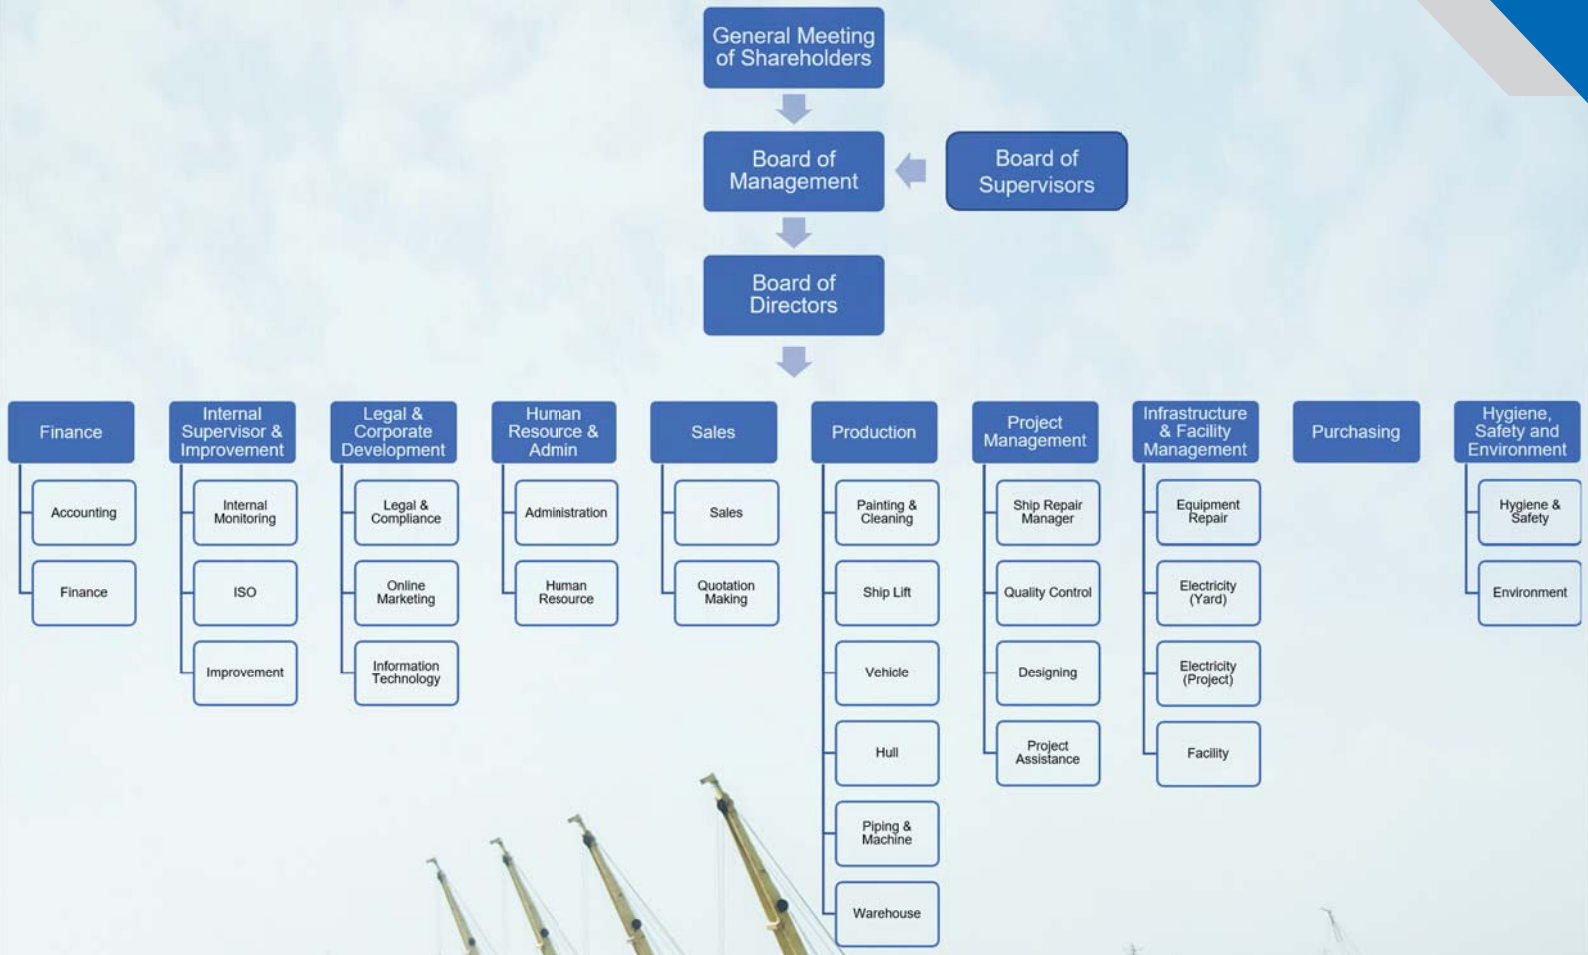 General Meeting
of Shareholders
Board of
Management
Board of
Supervisors
Board of
Directors
Finance
Accounting
Finance
Internal
Supervisor &
Improvement
Internal
Monitoring
ISO
Improvement
Legal &
Corporate
Development
Legal &
Compliance
Online
Marketing
Information
Technology
Human
Resource &
Admin
Administration
Human
Resource
Sales
Sales
Quotation
Making
Production
Painting &
Cleaning
Ship Lift
Vehicle
Hull
Piping &
Machine
Warehouse
Project
Management
Ship Repair
Manager
Quality Control
Designing
Project
Assistance
Infrastructure
& Facility
Management
Equipment
Repair
Electricity
(Yard)
Electricity
(Project)
Facility
Purchasing
Hygiene,
Safety and
Environment
Hygiene &
Safety
Environment